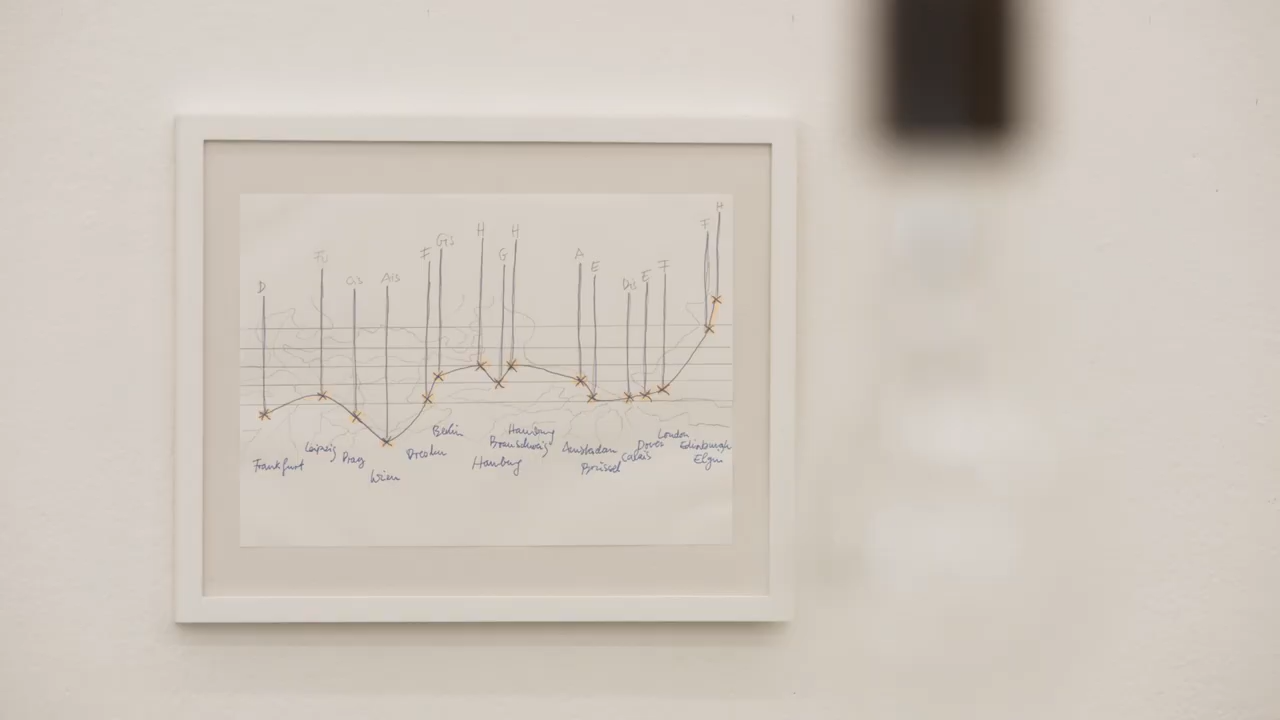 D Fis Gis Ais F Gis H G H A E Dis E F F H
Frankfurt Leipzig Prag Wien Dresden Berlin Hamburg Braunschweig Hamburg Amsterdam Brüssel Calais Dover London Edinburgh Elgin